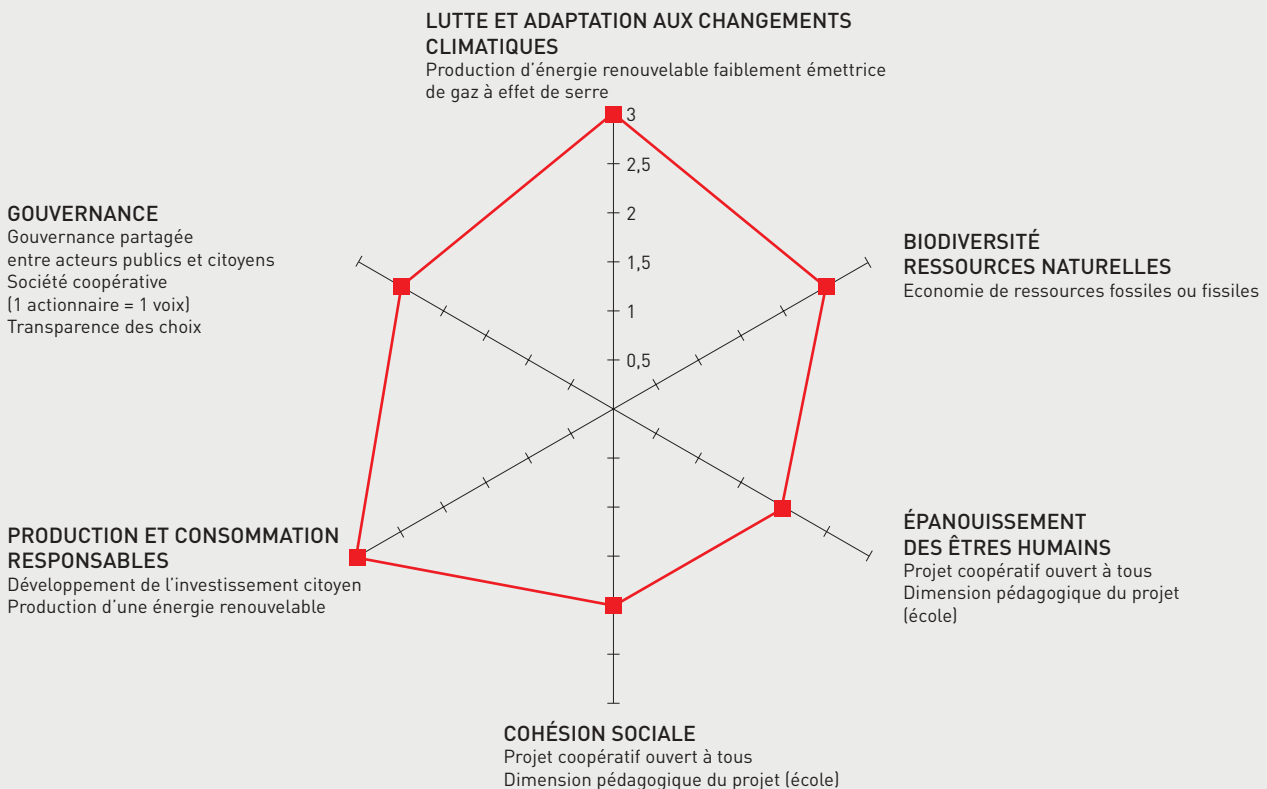 LUTTE ET ADAPTATION AUX CHANGEMENTS
CLIMATIQUES
Production d’énergie renouvelable faiblement émettrice
de gaz à effet de serre
3
2,5
2
1,5
1
0,5
BIODIVERSITÉ
RESSOURCES NATURELLES
Economie de ressources fossiles ou fissiles
ÉPANOUISSEMENT
DES ÊTRES HUMAINS
Projet coopératif ouvert à tous
Dimension pédagogique du projet
(école)
COHÉSION SOCIALE
Projet coopératif ouvert à tous
Dimension pédagogique du projet (école)
PRODUCTION ET CONSOMMATION
RESPONSABLES
Développement de l’investissement citoyen
Production d’une énergie renouvelable
GOUVERNANCE
Gouvernance partagée
entre acteurs publics et citoyens
Société coopérative
(1 actionnaire = 1 voix)
Transparence des choix